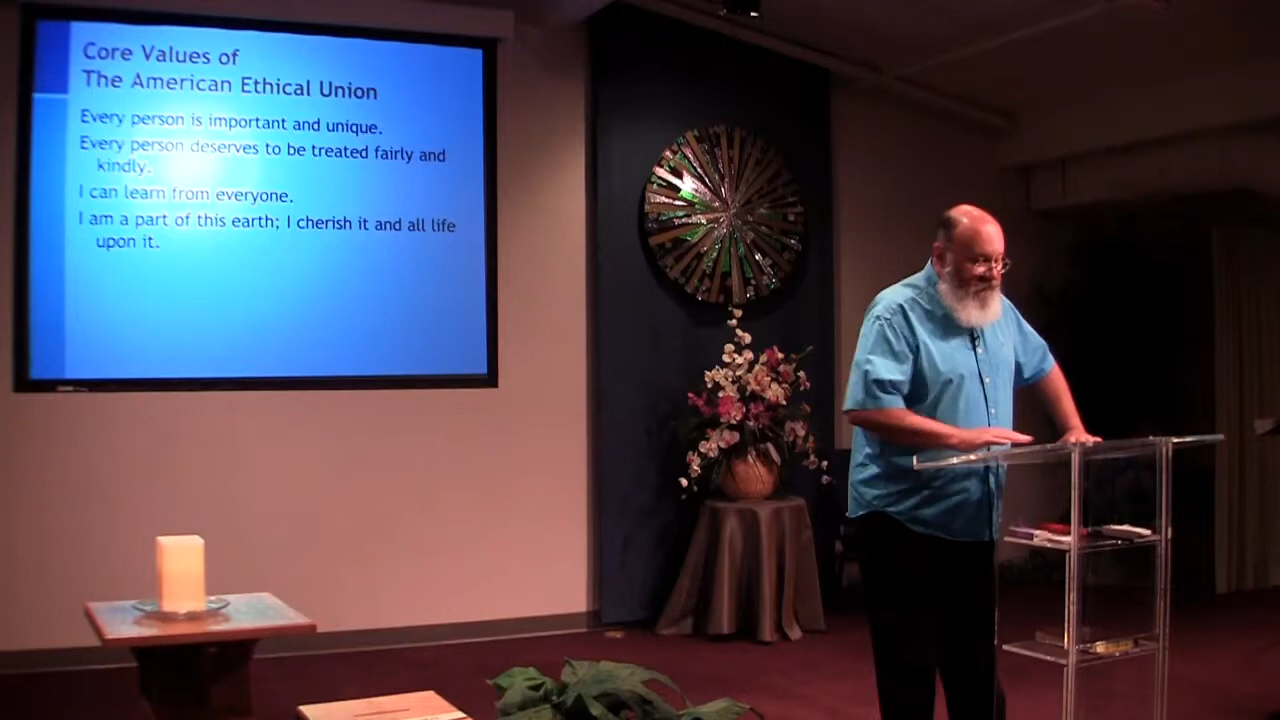 Core Values of
The American Ethical Union
Every person is important and unique.
Every person deserves to be treated fairly and
kindly.
I can learn from everyone.
I am a part of this earth; I cherish it and all life
upon it.